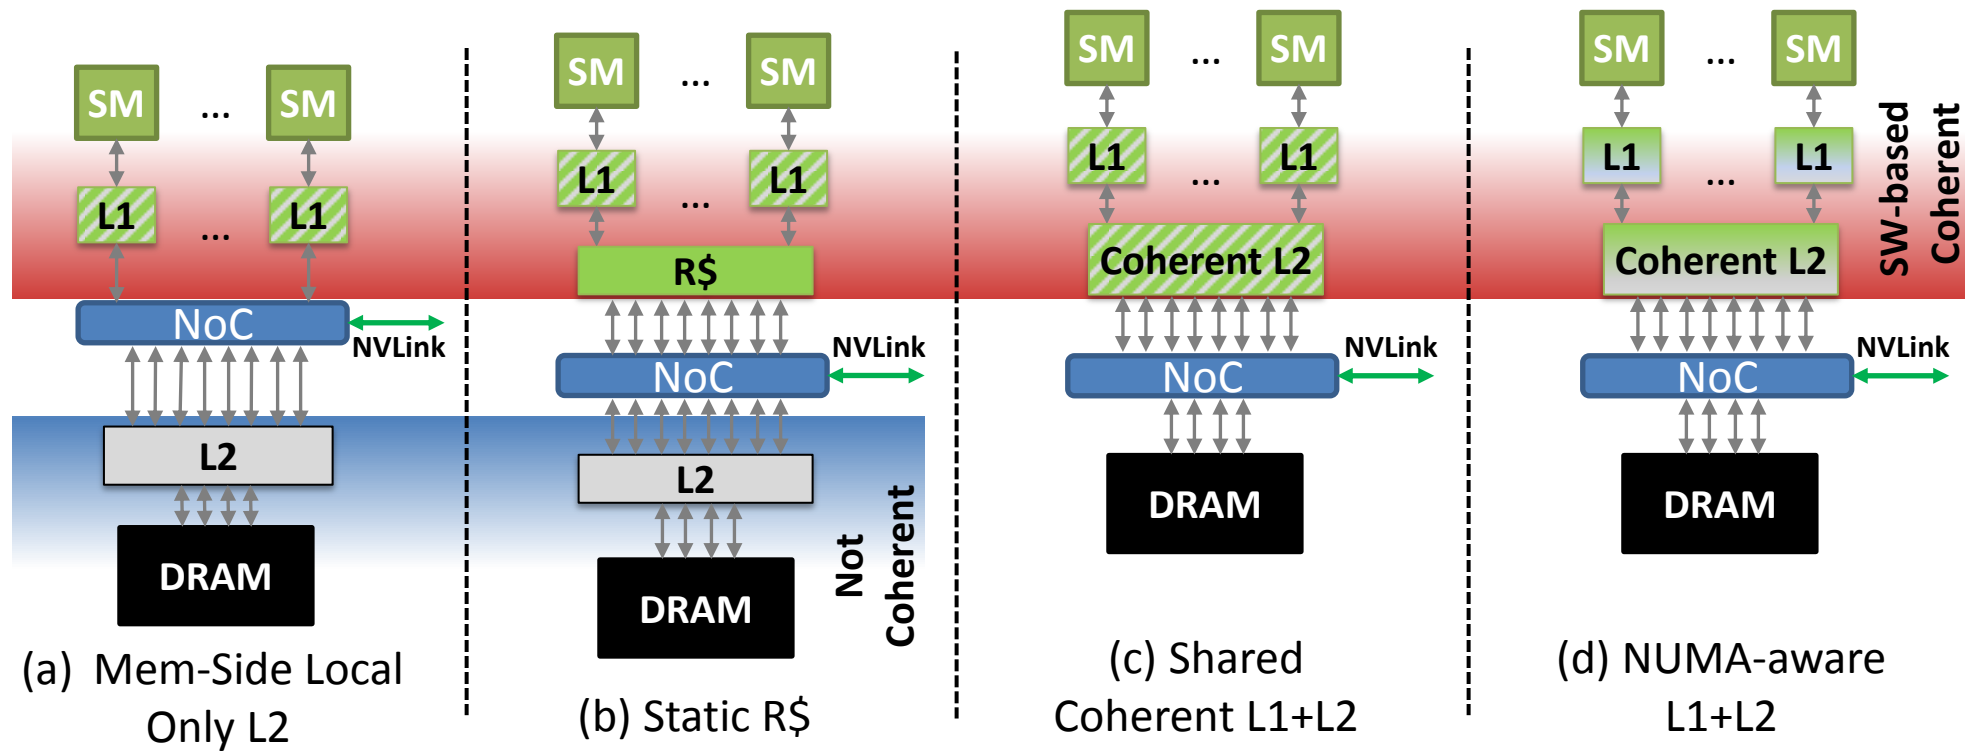 SM ... SM
L1 ... L1
NoC
NVLink
L2
DRAM
(a) Mem-Side Local
Only L2
SM ... SM
L1 ... L1
R$
NoC
NVLink
L2
DRAM
Not
Coherent
(b) Static R$
SM ... SM
L1 ... L1
Coherent L2
NoC
NVLink
DRAM
(c) Shared
Coherent L1+L2
SM ... SM
L1 ... L1
Coherent L2
NoC
NVLink
DRAM
SW-based
Coherent
(d) NUMA-aware
L1+L2